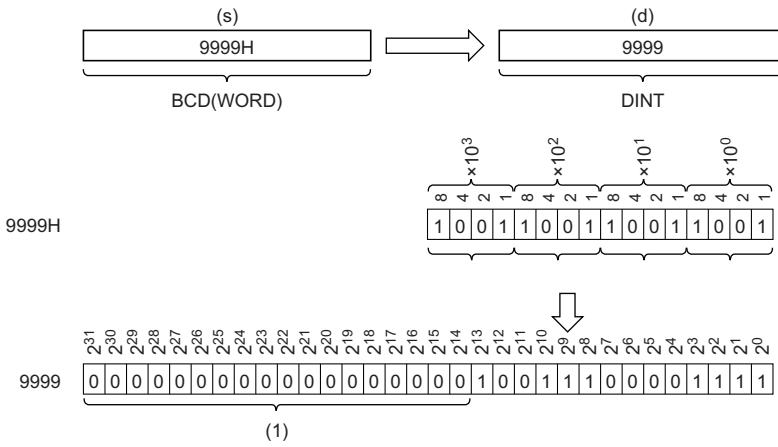 (s) (d)
9999H 9999
BCD(WORD) DINT
×10³ ×10² ×10¹ ×10⁰
8 4 2 1 8 4 2 1 8 4 2 1 8 4 2 1
9999H 1 0 0 1 1 0 0 1 1 0 0 1 1 0 0 1
2³¹ 2³⁰ 2²⁹ 2²⁸ 2²⁷ 2²⁶ 2²⁵ 2²⁴ 2²³ 2²² 2²¹ 2²⁰ 2¹⁹ 2¹⁸ 2¹⁷ 2¹⁶ 2¹⁵ 2¹⁴ 2¹³ 2¹² 2¹¹ 2¹⁰ 2⁹ 2⁸ 2⁷ 2⁶ 2⁵ 2⁴ 2³ 2² 2¹ 2⁰
9999 0 0 0 0 0 0 0 0 0 0 0 0 0 0 0 0 0 0 1 0 0 1 1 1 0 0 0 0 1 1 1 1
(1)